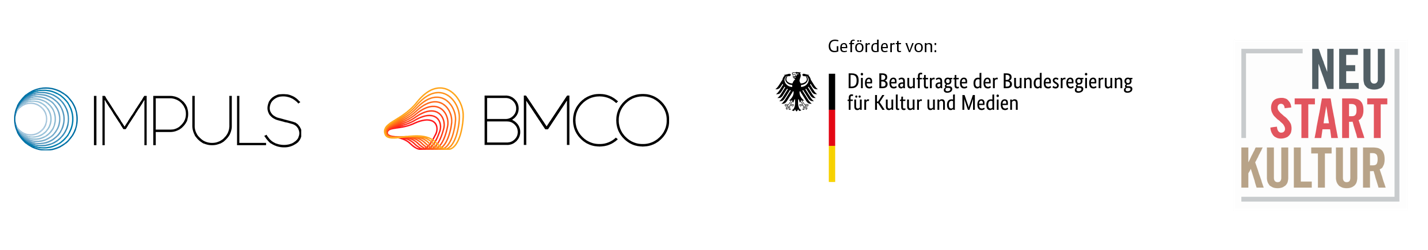 IMPULS
BMCO
Gefördert von:
Die Beauftragte der Bundesregierung
für Kultur und Medien
NEU
START
KULTUR